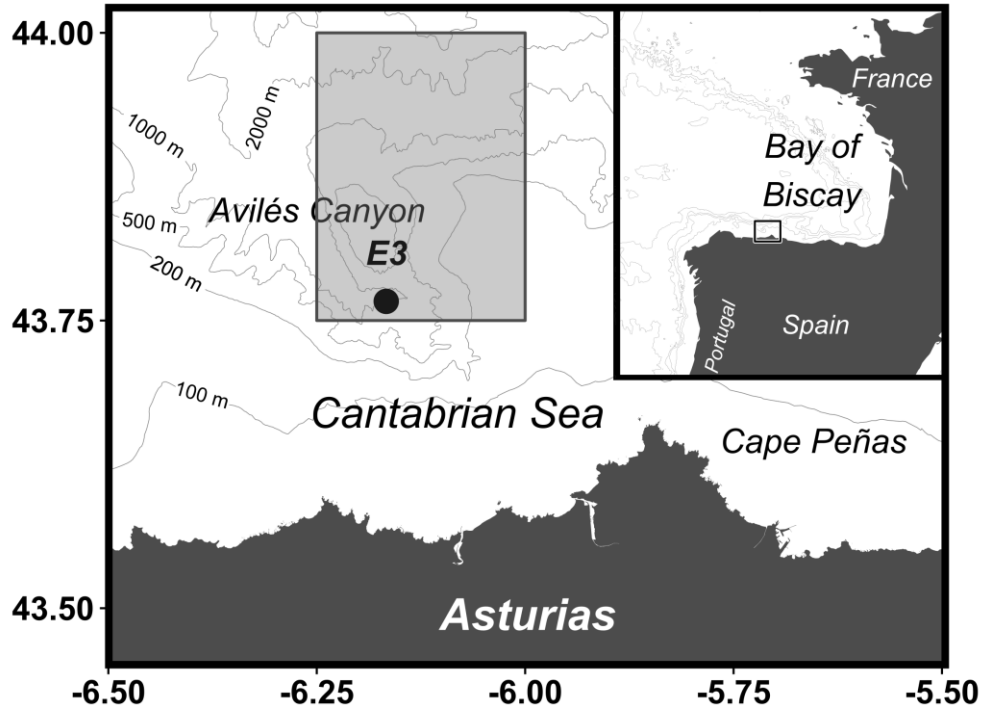 44.00
43.75
43.50
-6.50
-6.25
-6.00
-5.75
-5.50
1000 m
2000 m
500 m
200 m
100 m
Avilés Canyon
E3
Cantabrian Sea
Cape Peñas
Asturias
France
Bay of
Biscay
Portugal
Spain